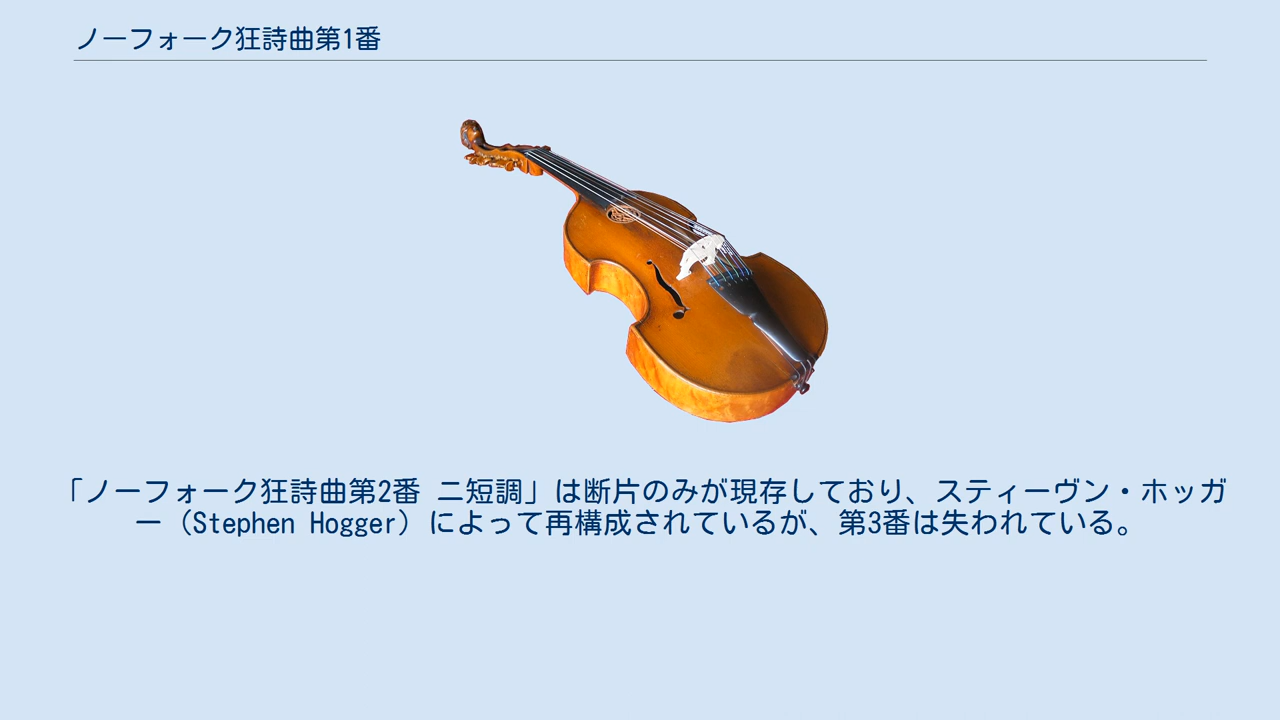 ノーフォーク狂詩曲第1番
「ノーフォーク狂詩曲第2番 ニ短調」は断片のみが現存しており、スティーヴン・ホッガ
ー（Stephen Hogger）によって再構成されているが、第3番は失われている。